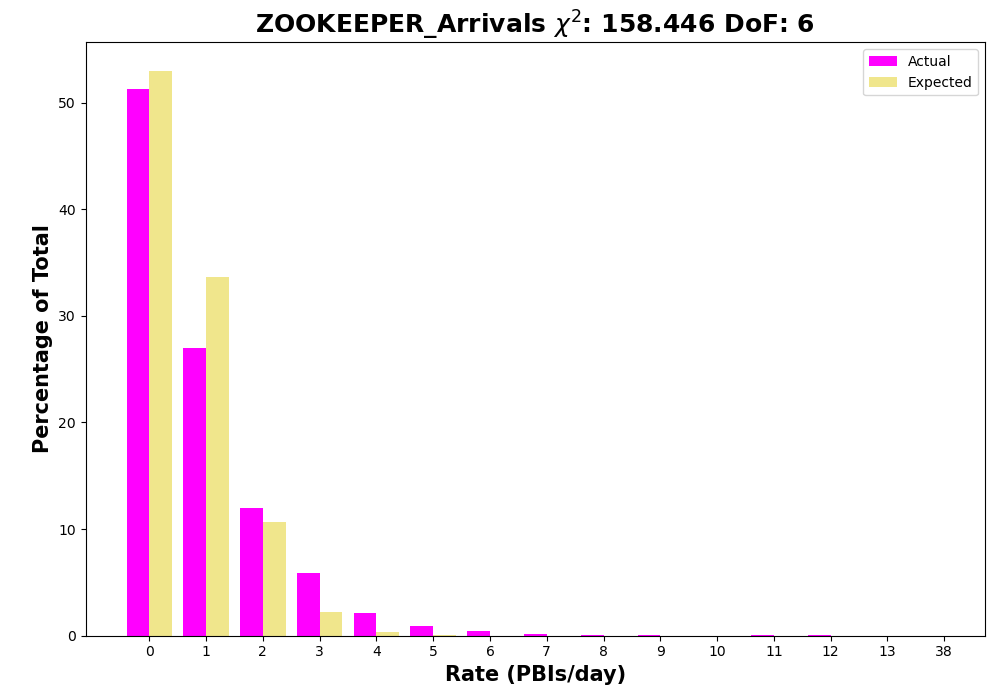 ZOOKEEPER_Arrivals χ²: 158.446 DoF: 6
Actual
Expected
Percentage of Total
50
40
30
20
10
0
0 1 2 3 4 5 6 7 8 9 10 11 12 13 38
Rate (PBIs/day)